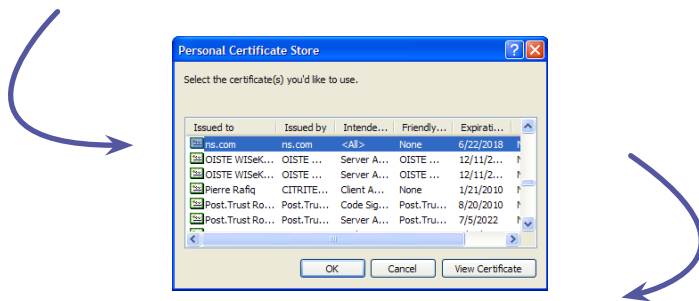 Personal Certificate Store
Select the certificate(s) you'd like to use.
Issued to Issued by Intende... Friendly... Expirati...
ns.com ns.com <All> None 6/22/2018
OISTE WISeK... OISTE ... Server A... OISTE ... 12/11/2...
OISTE WISeK... OISTE ... Server A... OISTE ... 12/11/2...
Pierre Rafiq CITRITE... Client A... None 1/21/2010
Post.Trust Ro... Post.Tru... Code Sig... Post.Tru... 8/20/2010
Post.Trust Ro... Post.Tru... Server A... Post.Tru... 7/5/2022
OK Cancel View Certificate